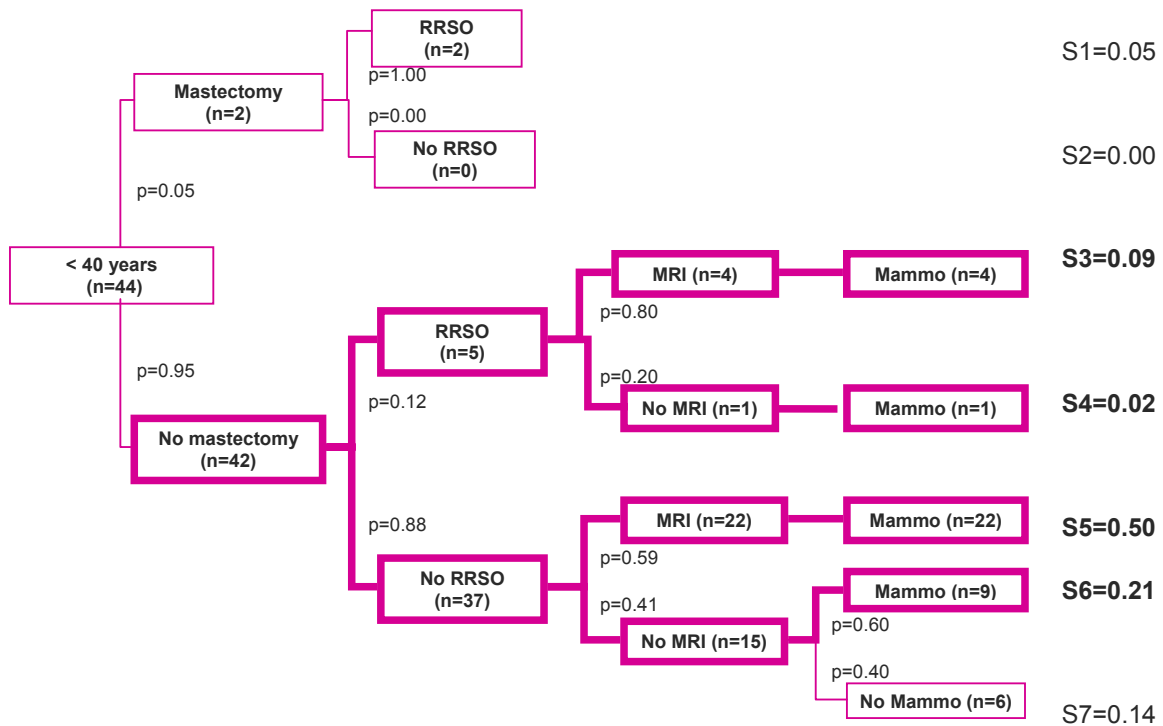 RRSO
(n=2)
S1=0.05
p=1.00
Mastectomy
(n=2)
p=0.00
No RRSO
(n=0)
S2=0.00
p=0.05
< 40 years
(n=44)
MRI (n=4)
Mammo (n=4)
S3=0.09
p=0.80
RRSO
(n=5)
p=0.95
p=0.20
p=0.12
No MRI (n=1)
Mammo (n=1)
S4=0.02
No mastectomy
(n=42)
p=0.88
MRI (n=22)
Mammo (n=22)
S5=0.50
p=0.59
No RRSO
(n=37)
p=0.41
Mammo (n=9)
S6=0.21
p=0.60
No MRI (n=15)
p=0.40
No Mammo (n=6)
S7=0.14